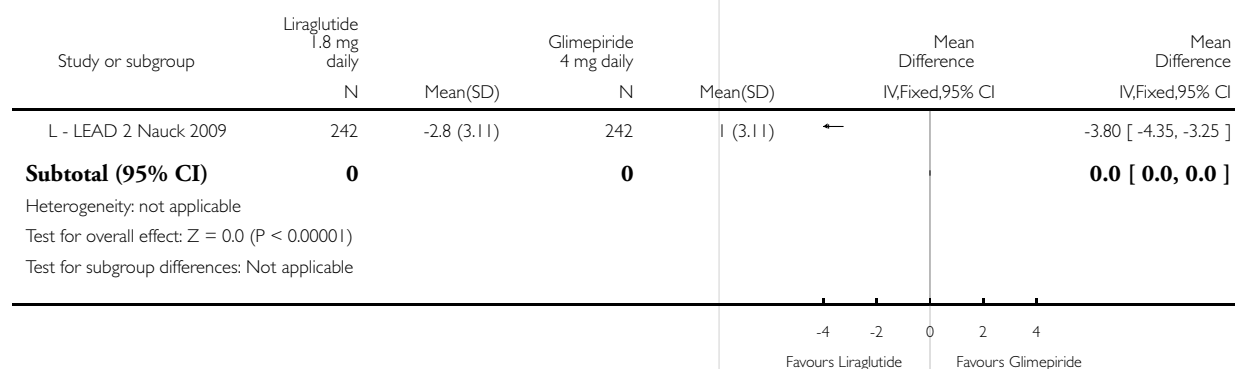 Study or subgroup Liraglutide 1.8 mg daily Glimepiride 4 mg daily Mean Difference Mean Difference
N Mean(SD) N Mean(SD) IV,Fixed,95% CI IV,Fixed,95% CI
L - LEAD 2 Nauck 2009 242 -2.8 (3.11) 242 1 (3.11) -3.80 [ -4.35, -3.25 ]
Subtotal (95% CI) 0 0 0.0 [ 0.0, 0.0 ]
Heterogeneity: not applicable
Test for overall effect: Z = 0.0 (P < 0.00001)
Test for subgroup differences: Not applicable
-4 -2 0 2 4
Favours Liraglutide Favours Glimepiride